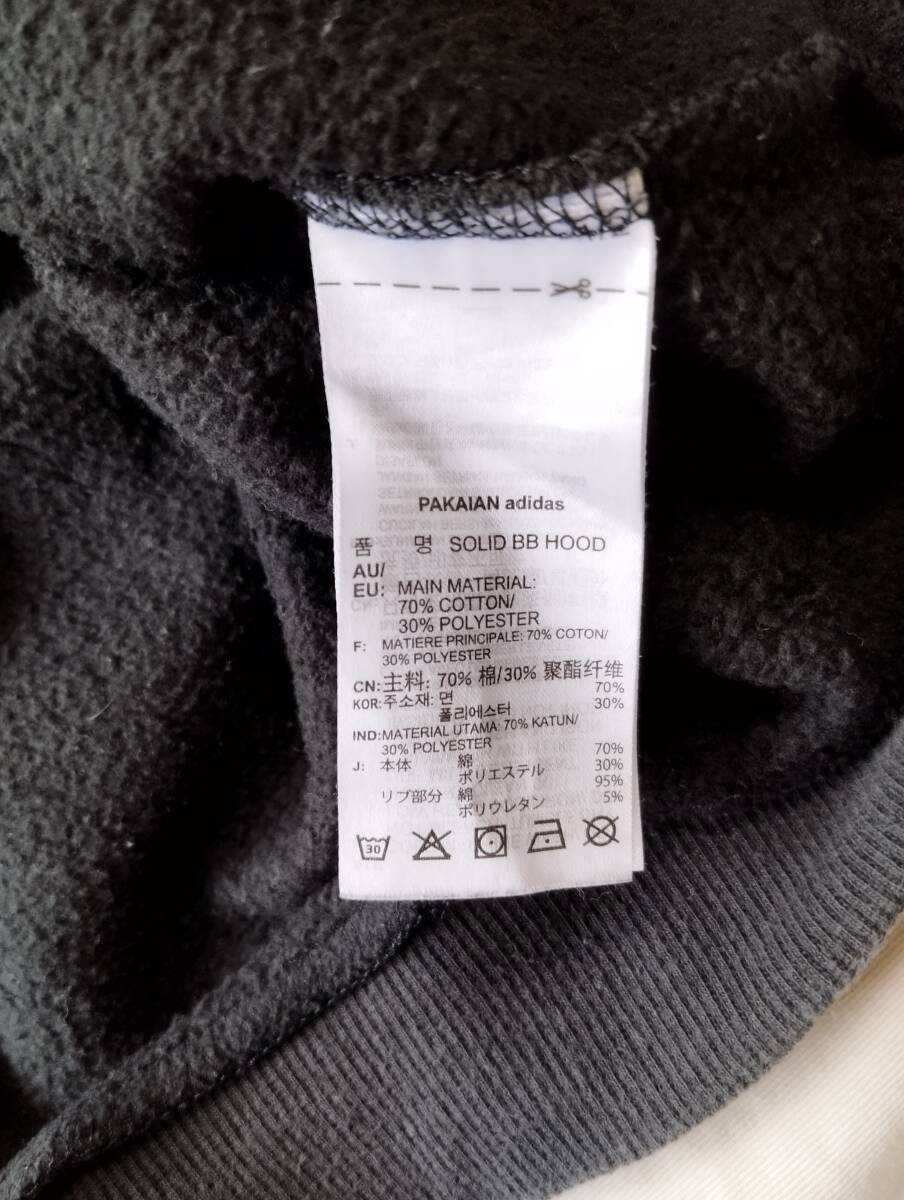 PAKAIAN adidas
품 명 SOLID BB HOOD
AU/
EU: MAIN MATERIAL:
70% COTTON/
30% POLYESTER
F: MATIERE PRINCIPALE: 70% COTON/
30% POLYESTER
CN: 主料: 70% 棉/30% 聚酯纤维
KOR: 주소재: 면 70%
폴리에스터 30%
IND: MATERIAL UTAMA: 70% KATUN/
30% POLYESTER
J: 本体 綿 70%
ポリエステル 30%
リブ部分 綿 95%
ポリウレタン 5%
30